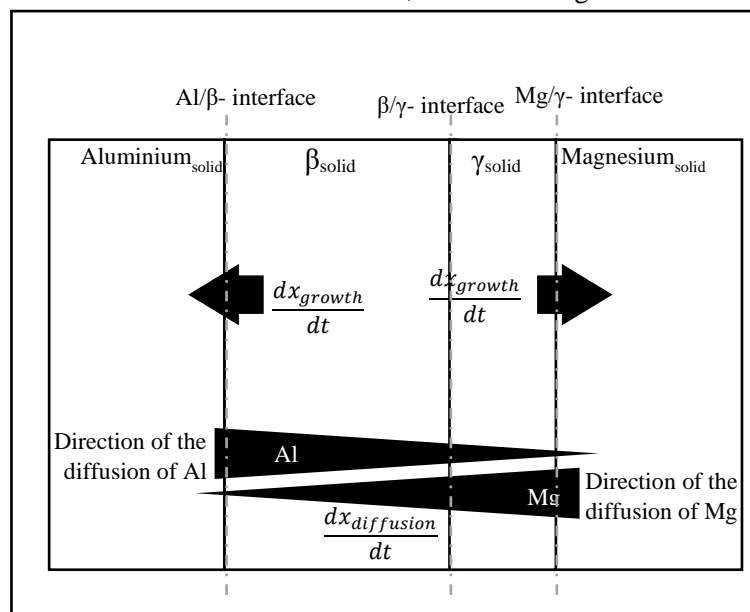 Al/β- interface
β/γ- interface
Mg/γ- interface
Aluminium_solid
β_solid
γ_solid
Magnesium_solid
dx_growth/dt
dx_growth/dt
Direction of the
diffusion of Al
Al
Mg
Direction of the
diffusion of Mg
dx_diffusion/dt